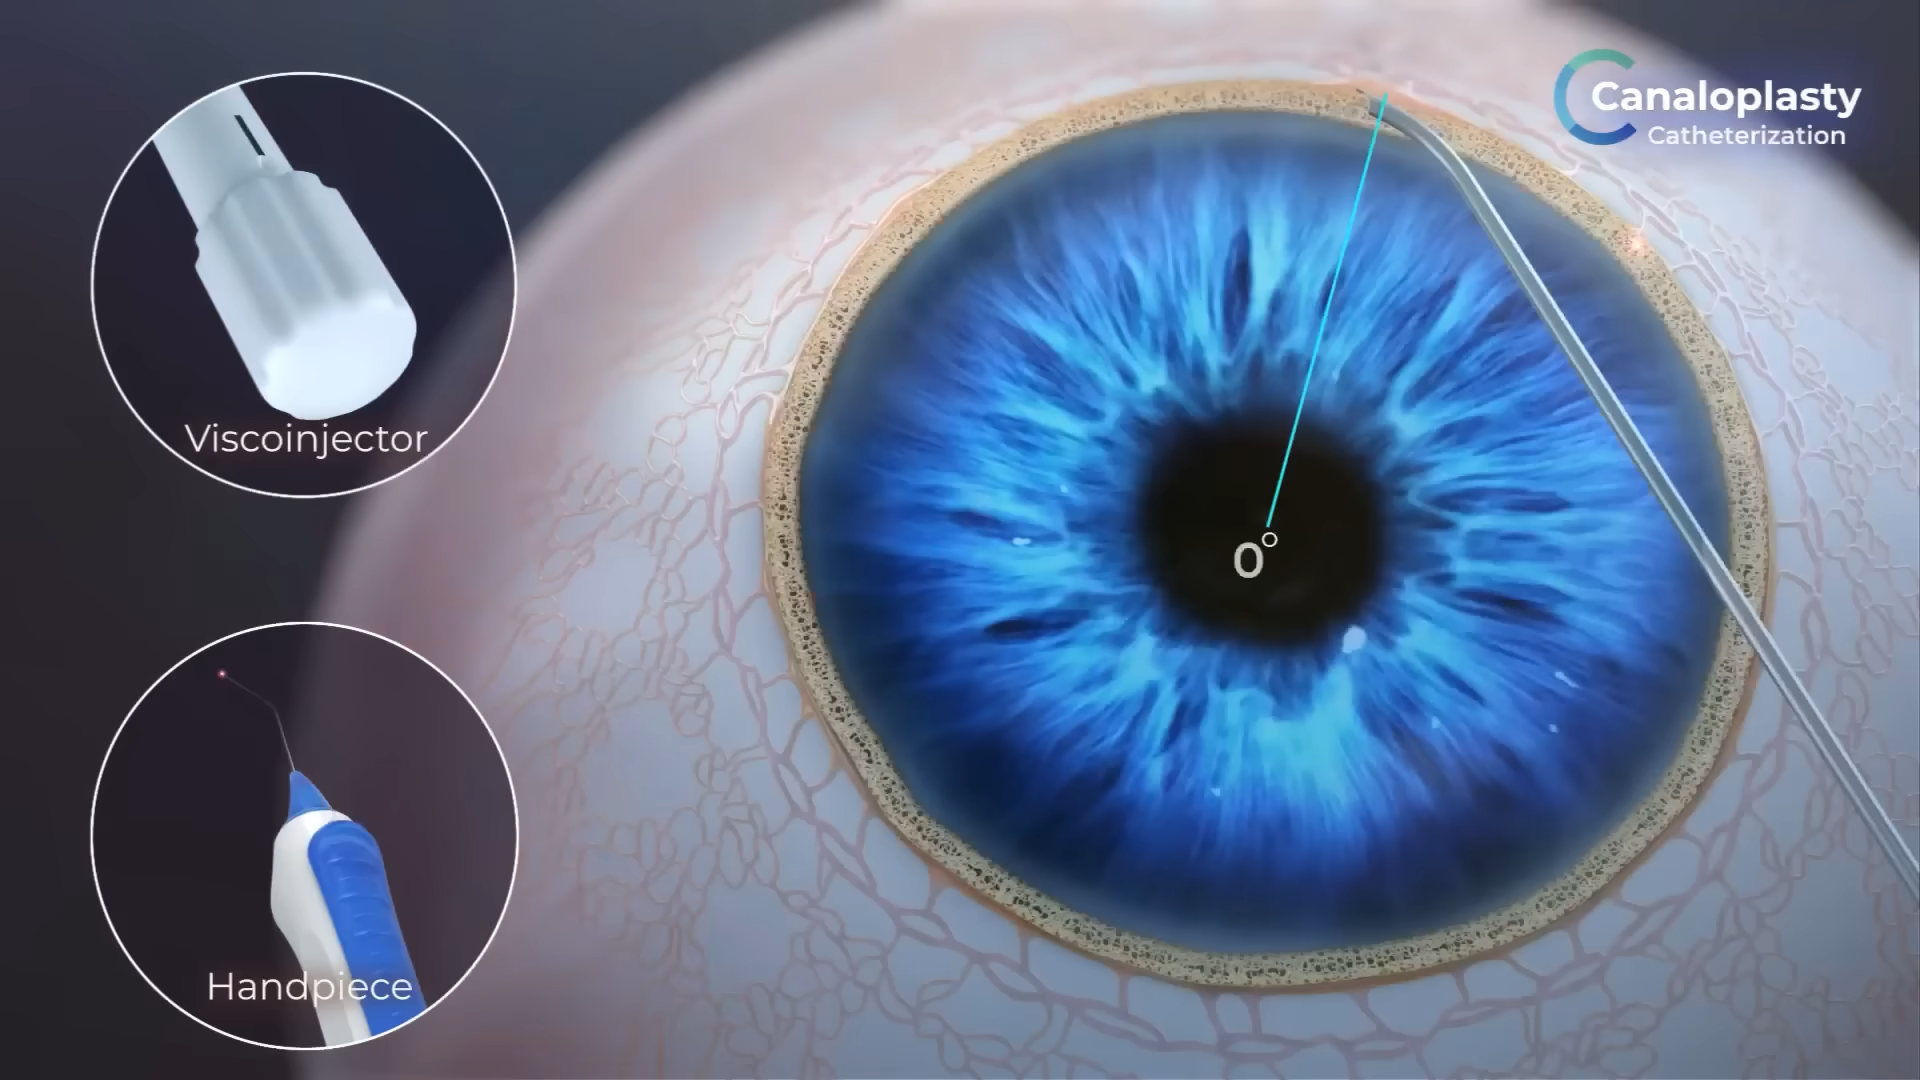 Canaloplasty
Catheterization
Viscoinjector
0°
Handpiece